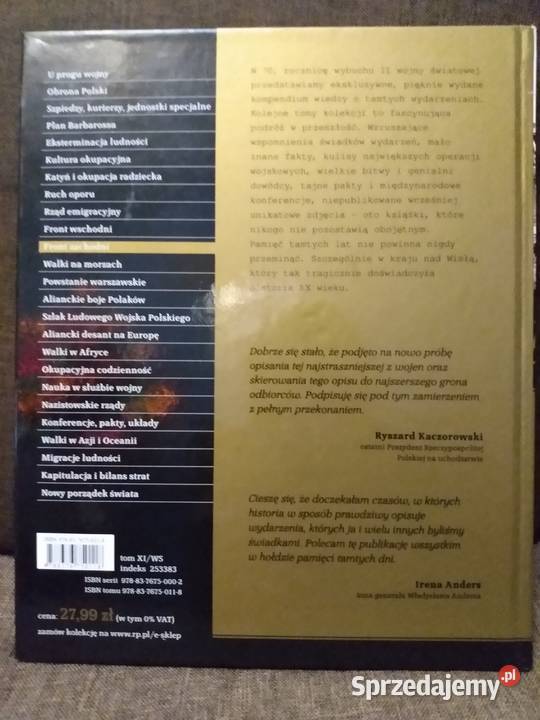 U progu wojny
Obrona Polski
Szpiedzy, kurierzy, jednostki specjalne
Plan Barbarossa
Eksterminacja ludności
Kultura okupacyjna
Katyń i okupacja radziecka
Ruch oporu
Rząd emigracyjny
Front wschodni
Front zachodni
Walki na morzach
Powstanie warszawskie
Alianckie boje Polaków
Szlak Ludowego Wojska Polskiego
Aliancki desant na Europę
Walki w Afryce
Okupacyjna codzienność
Nauka w służbie wojny
Nazistowskie rządy
Konferencje, pakty, układy
Walki w Azji i Oceanii
Migracje ludności
Kapitulacja i bilans strat
Nowy porządek świata
tom XI/WS
indeks 253383
ISBN serii 978-83-7675-000-2
ISBN tomu 978-83-7675-011-8
cena: 27,99 zł (w tym 0% VAT)
zamów kolekcję na www.rp.pl/e-sklep
W 70. rocznicę wybuchu II wojny światowej
przedstawiamy ekskluzywne, pięknie wydane
kompendium wiedzy o tamtych wydarzeniach.
Kolejne tomy kolekcji to fascynująca
podróż w przeszłość. Wzruszające
wspomnienia świadków wydarzeń, mało
znane fakty, kulisy największych operacji
wojskowych, wielkie bitwy i genialni
dowódcy, tajne pakty i międzynarodowe
konferencje, niepublikowane wcześniej
unikatowe zdjęcia - oto książki, które
nikogo nie pozostawią obojętnym.
Pamięć tamtych lat nie powinna nigdy
przeminąć. Szczególnie w kraju nad Wisłą,
który tak tragicznie doświadczyła
historia XX wieku.
Dobrze się stało, że podjęto na nowo próbę
opisania tej najstraszniejszej z wojen oraz
skierowania tego opisu do najszerszego grona
odbiorców. Podpisuję się pod tym zamierzeniem
z pełnym przekonaniem.
Ryszard Kaczorowski
ostatni Prezydent Rzeczypospolitej
Polskiej na uchodźstwie
Cieszę się, że doczekałam czasów, w których
historia w sposób prawdziwy opisuje
wydarzenia, których ja i wielu innych byliśmy
świadkami. Polecam tę publikację wszystkim
w hołdzie pamięci tamtych dni.
Irena Anders
żona generała Władysława Andersa
Sprzedajemy.pl